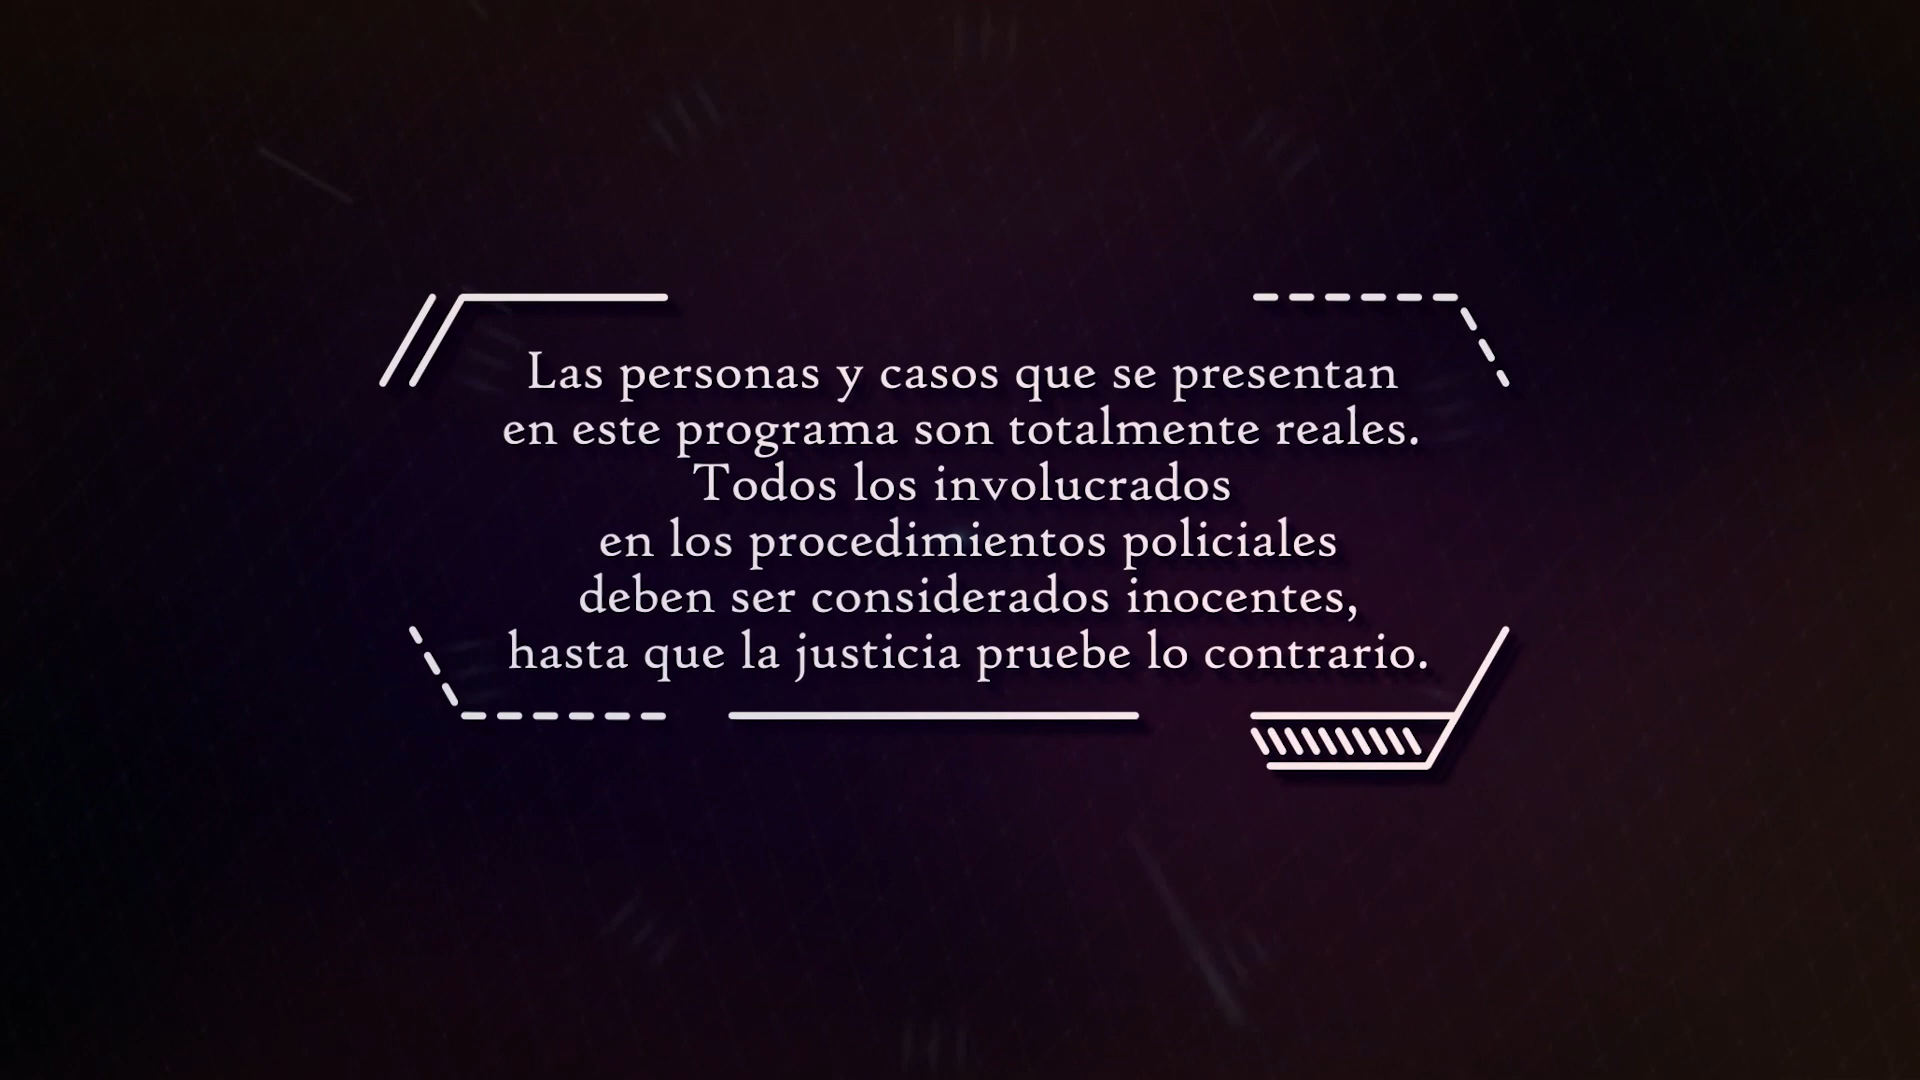 Las personas y casos que se presentan
en este programa son totalmente reales.
Todos los involucrados
en los procedimientos policiales
deben ser considerados inocentes,
hasta que la justicia pruebe lo contrario.